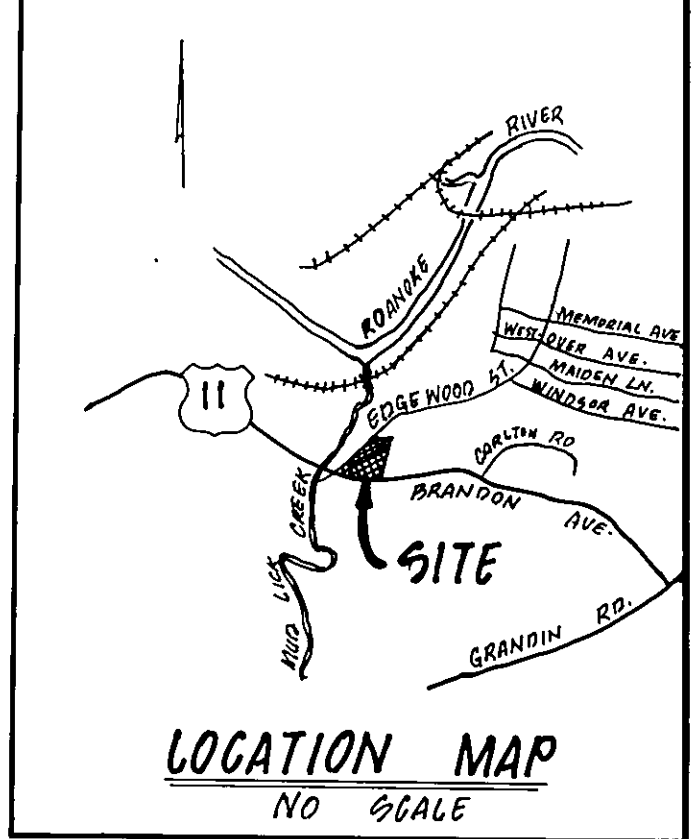 RIVER
ROANOKE
MEMORIAL AVE
WESTOVER AVE.
MAIDEN LN.
WINDSOR AVE.
11
EDGEWOOD ST.
CARLTON RD
BRANDON AVE.
MUD LICK CREEK
SITE
GRANDIN RD.
LOCATION MAP
NO SCALE